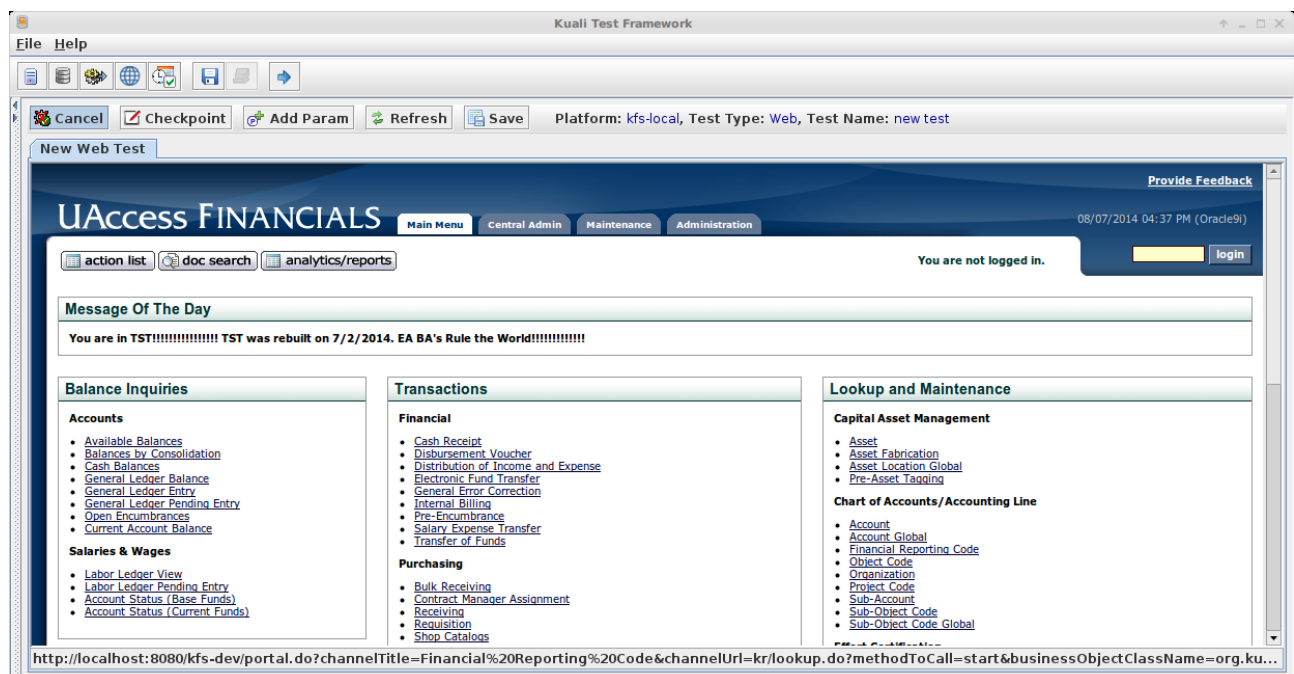 Kuali Test Framework
File Help
Cancel Checkpoint Add Param Refresh Save Platform: kfs-local, Test Type: Web, Test Name: new test
New Web Test
Provide Feedback
UACCESS FINANCIALS Main Menu Central Admin Maintenance Administration 08/07/2014 04:37 PM (Oracle9i)
action list doc search analytics/reports You are not logged in. login
Message Of The Day
You are in TST!!!!!!!!!!!!!!!! TST was rebuilt on 7/2/2014. EA BA's Rule the World!!!!!!!!!!!!!
Balance Inquiries
Accounts
Available Balances
Balances by Consolidation
Cash Balances
General Ledger Balance
General Ledger Entry
General Ledger Pending Entry
Open Encumbrances
Current Account Balance
Salaries & Wages
Labor Ledger View
Labor Ledger Pending Entry
Account Status (Base Funds)
Account Status (Current Funds)
Transactions
Financial
Cash Receipt
Disbursement Voucher
Distribution of Income and Expense
Electronic Fund Transfer
General Error Correction
Internal Billing
Pre-Encumbrance
Salary Expense Transfer
Transfer of Funds
Purchasing
Bulk Receiving
Contract Manager Assignment
Receiving
Requisition
Shop Catalogs
Lookup and Maintenance
Capital Asset Management
Asset
Asset Fabrication
Asset Location Global
Pre-Asset Tagging
Chart of Accounts/Accounting Line
Account
Account Global
Financial Reporting Code
Object Code
Organization
Project Code
Sub-Account
Sub-Object Code
Sub-Object Code Global
http://localhost:8080/kfs-dev/portal.do?channelTitle=Financial%20Reporting%20Code&channelUrl=kr/lookup.do?methodToCall=start&businessObjectClassName=org.ku...